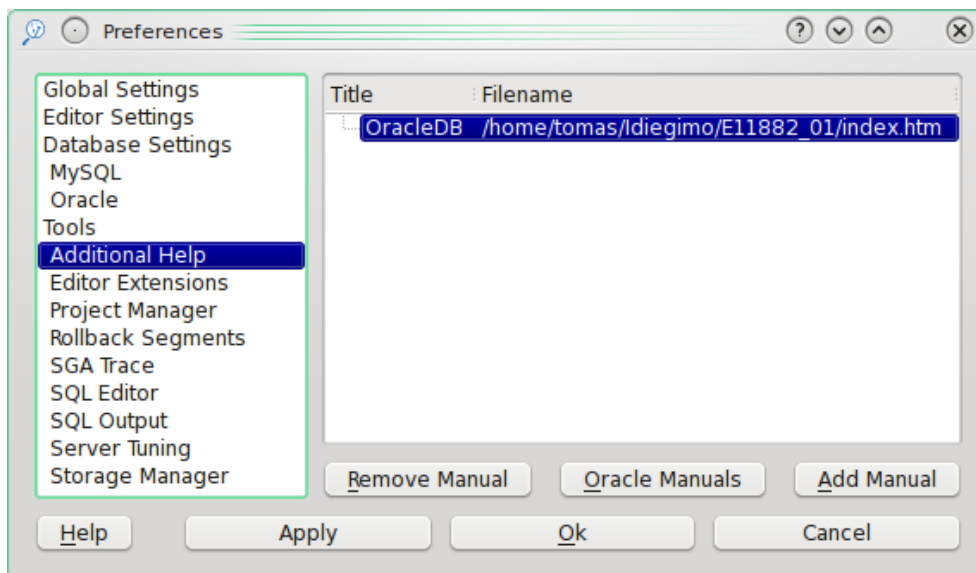 Preferences
Global Settings
Editor Settings
Database Settings
MySQL
Oracle
Tools
Additional Help
Editor Extensions
Project Manager
Rollback Segments
SGA Trace
SQL Editor
SQL Output
Server Tuning
Storage Manager
Title Filename
OracleDB /home/tomas/Idiegimo/E11882_01/index.htm
Remove Manual Oracle Manuals Add Manual
Help Apply Ok Cancel